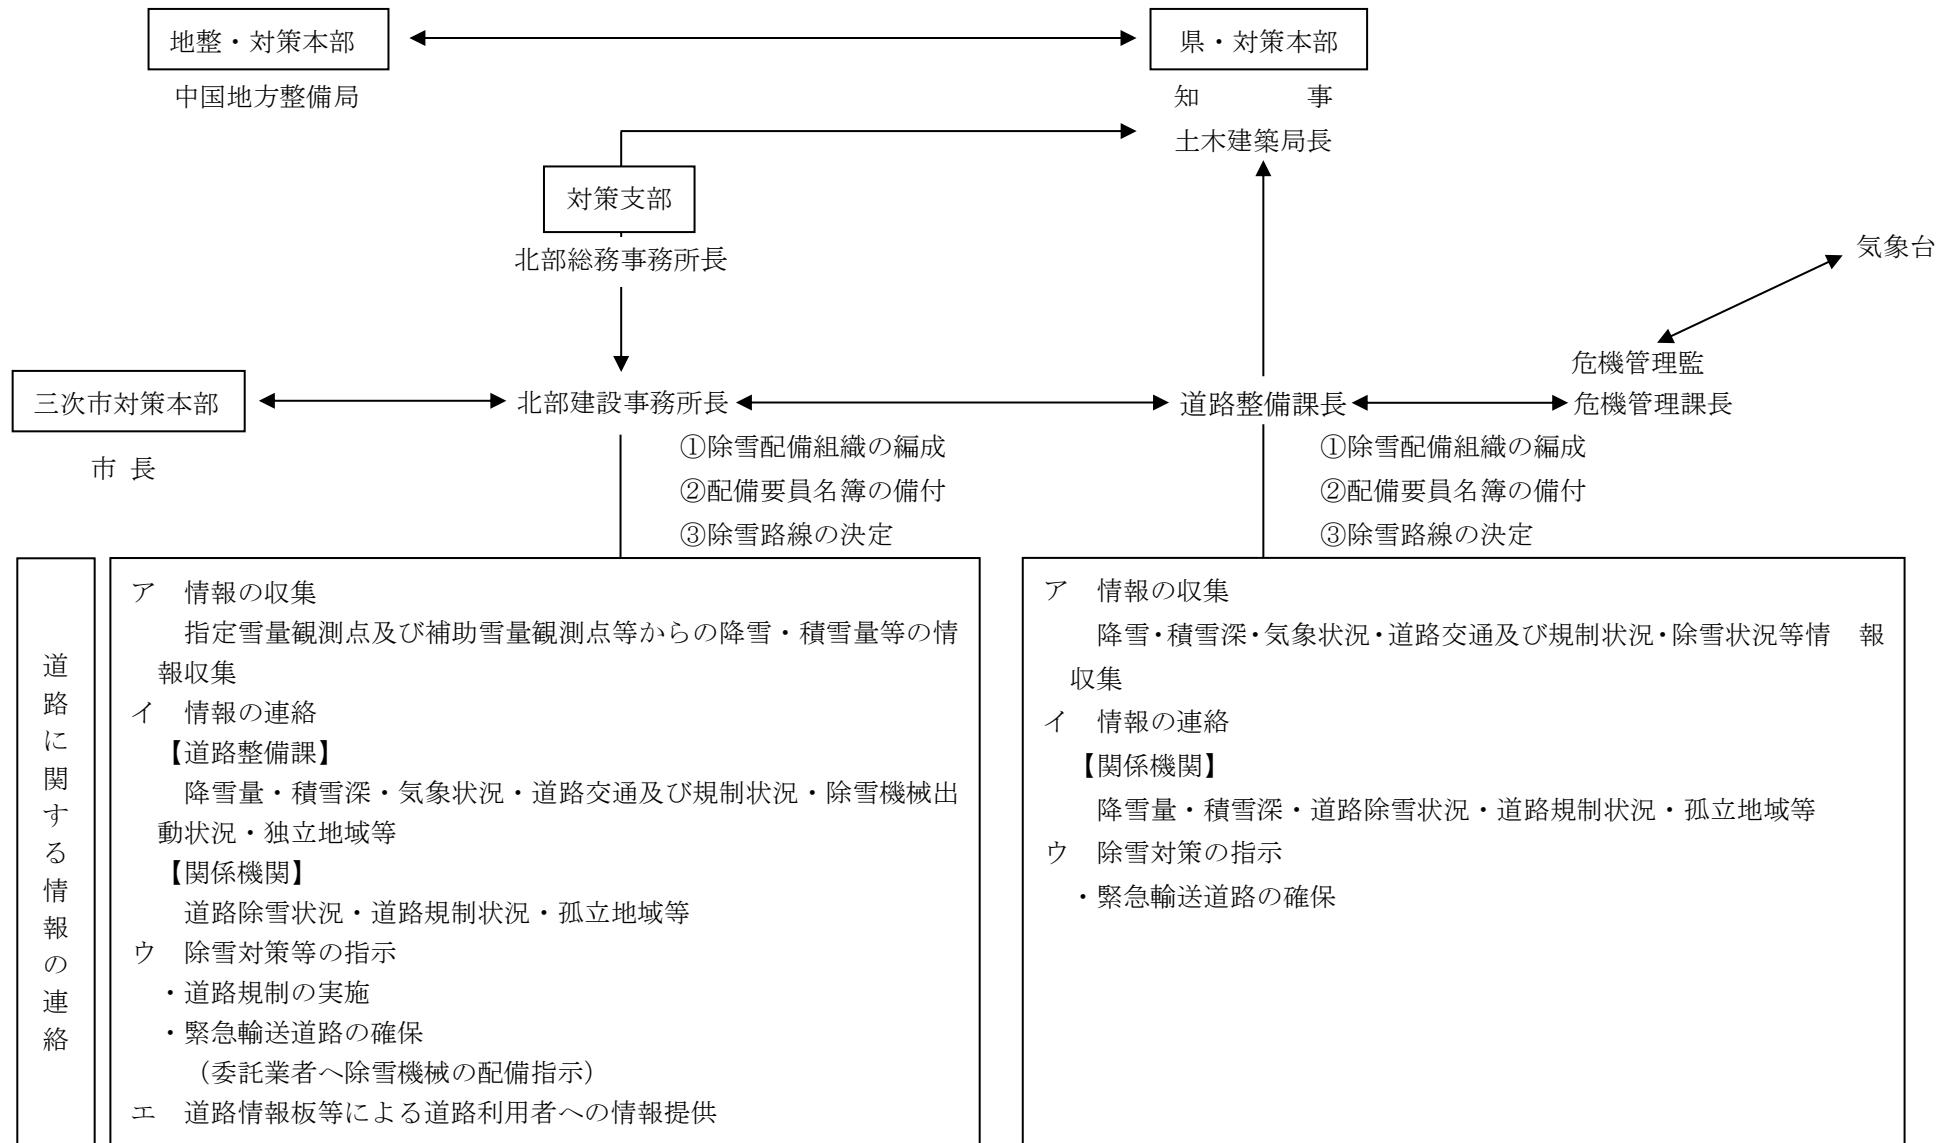 地整・対策本部
県・対策本部
中国地方整備局
知　　　事
土木建築局長
対策支部
北部総務事務所長
気象台
危機管理監
三次市対策本部
北部建設事務所長
道路整備課長
危機管理課長
市 長
①除雪配備組織の編成
②配備要員名簿の備付
③除雪路線の決定
①除雪配備組織の編成
②配備要員名簿の備付
③除雪路線の決定
道路に関する情報の連絡
ア　情報の収集
指定雪量観測点及び補助雪量観測点等からの降雪・積雪量等の情
報収集
イ　情報の連絡
【道路整備課】
降雪量・積雪深・気象状況・道路交通及び規制状況・除雪機械出
動状況・独立地域等
【関係機関】
道路除雪状況・道路規制状況・孤立地域等
ウ　除雪対策等の指示
・道路規制の実施
・緊急輸送道路の確保
（委託業者へ除雪機械の配備指示）
エ　道路情報板等による道路利用者への情報提供
ア　情報の収集
降雪・積雪深・気象状況・道路交通及び規制状況・除雪状況等情　報
収集
イ　情報の連絡
【関係機関】
降雪量・積雪深・道路除雪状況・道路規制状況・孤立地域等
ウ　除雪対策の指示
・緊急輸送道路の確保